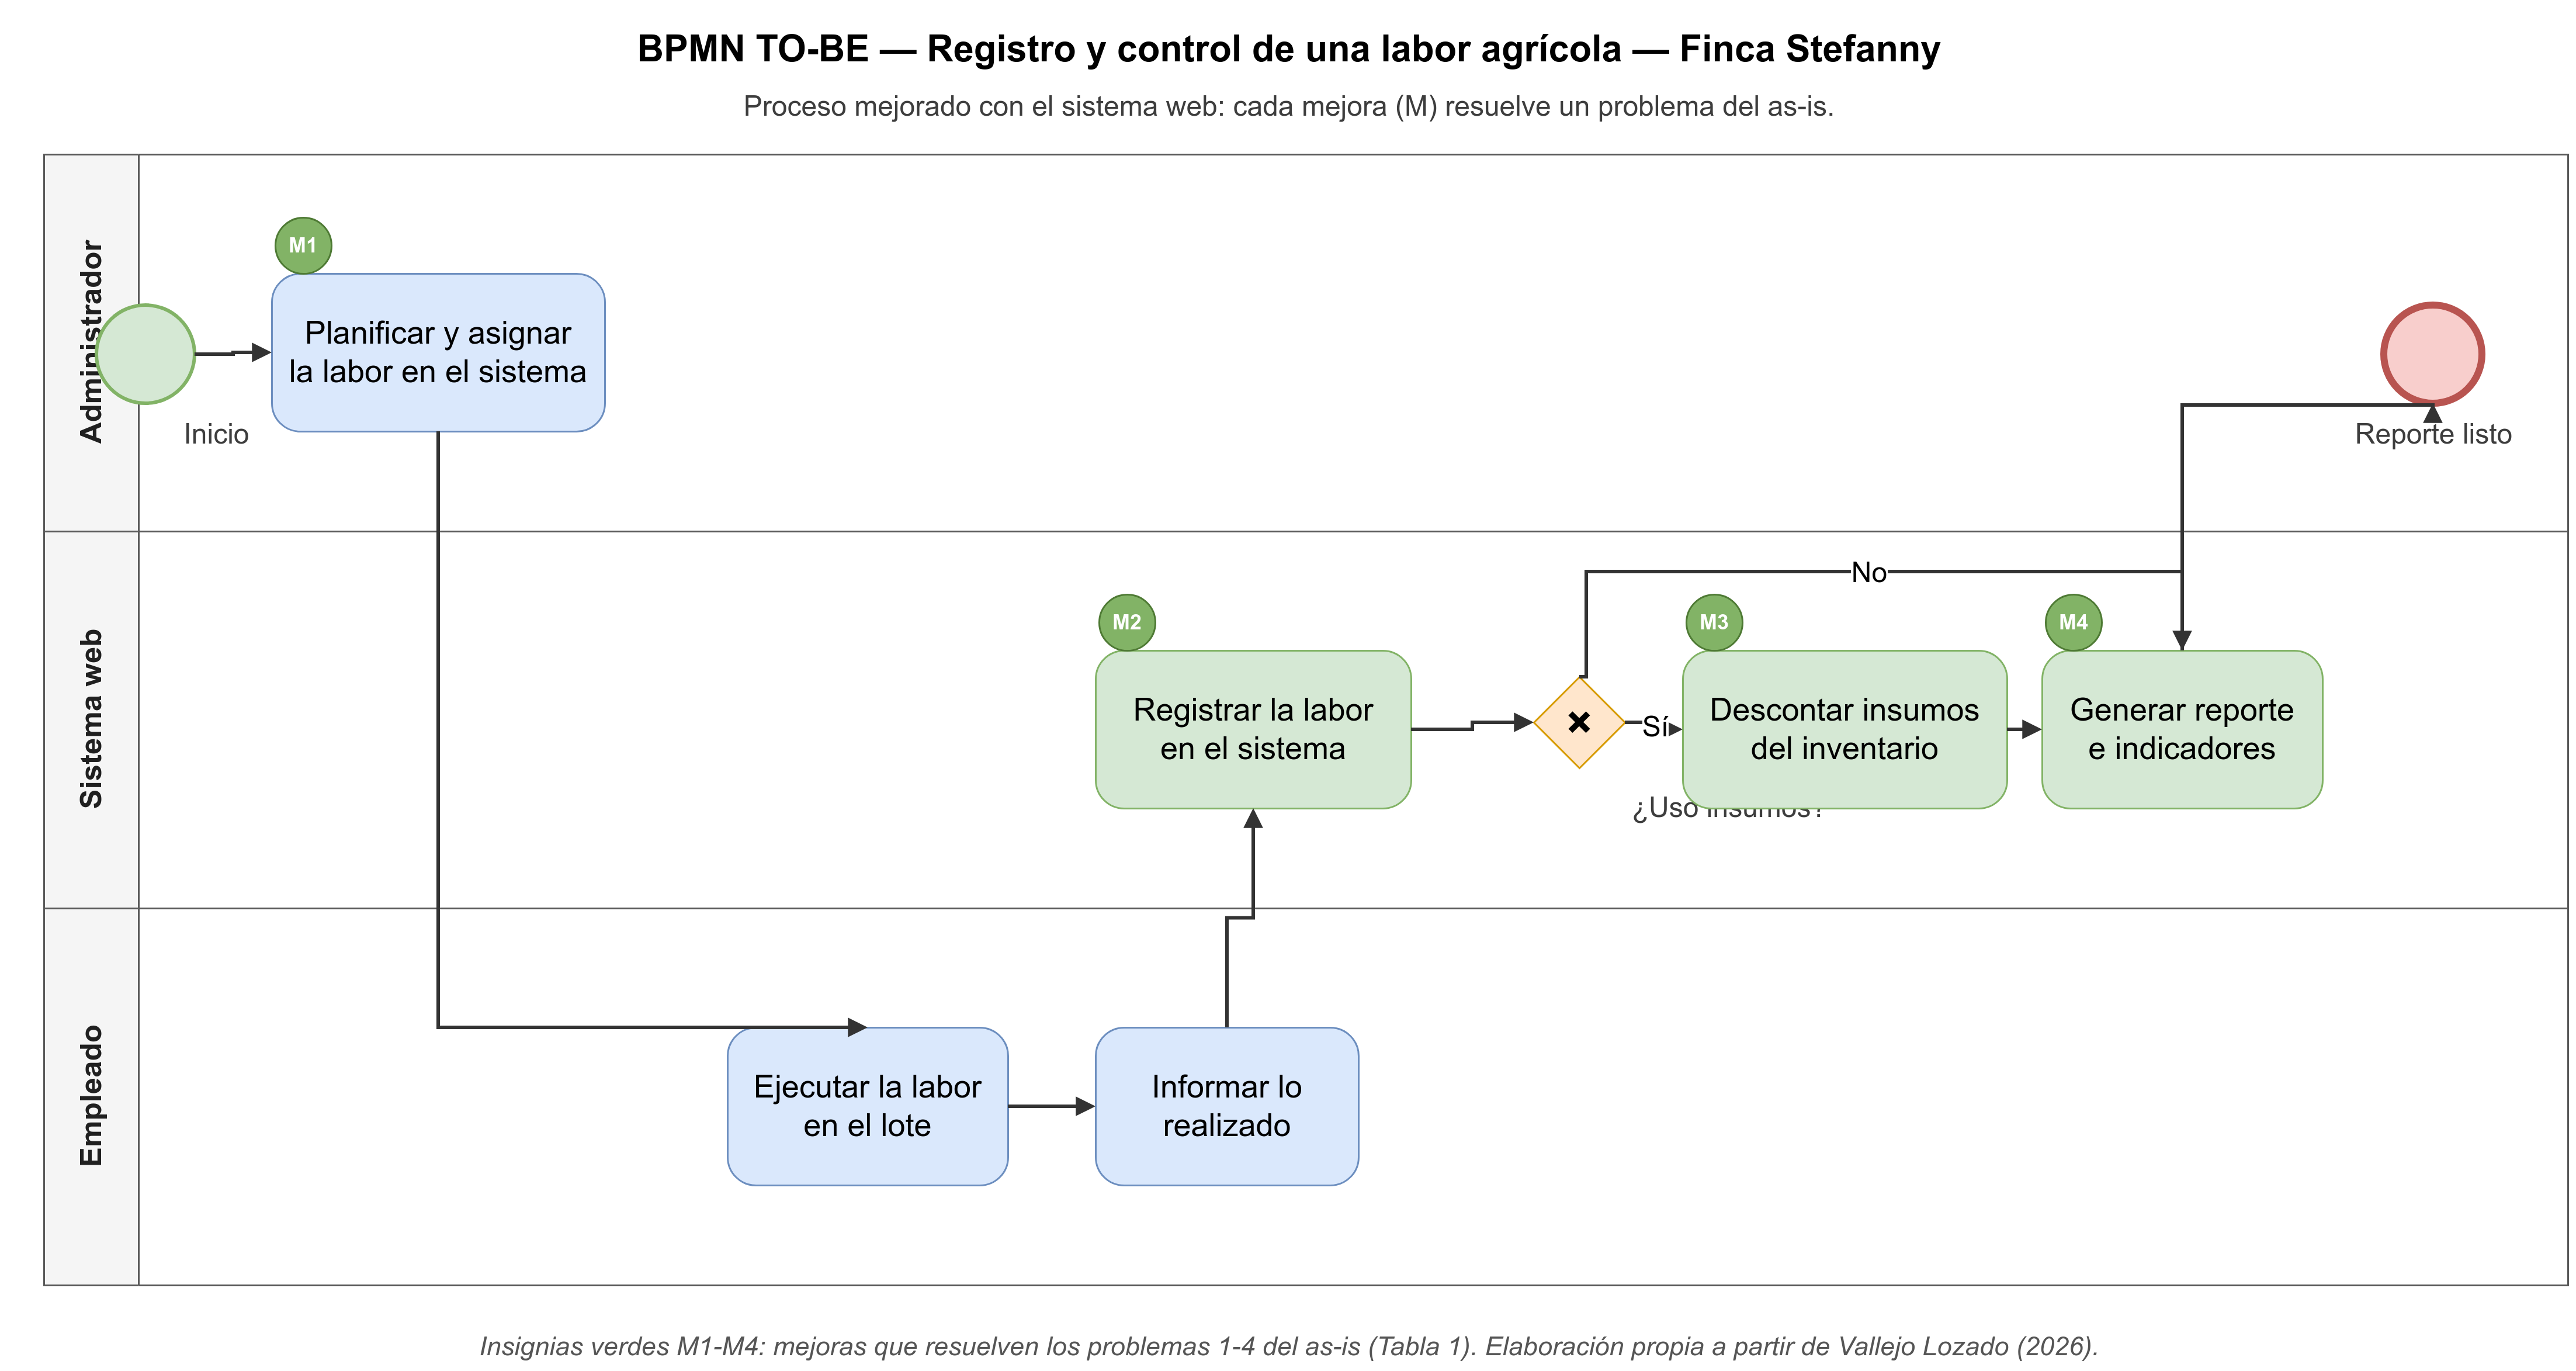 BPMN TO-BE — Registro y control de una labor agrícola — Finca Stefanny
Proceso mejorado con el sistema web: cada mejora (M) resuelve un problema del as-is.
Administrador
M1
Planificar y asignar
la labor en el sistema
Inicio
Reporte listo
Sistema web
No
M2
M3
M4
Registrar la labor
en el sistema
Sí
Descontar insumos
del inventario
Generar reporte
e indicadores
¿Uso insumos?
Empleado
Ejecutar la labor
en el lote
Informar lo
realizado
Insignias verdes M1-M4: mejoras que resuelven los problemas 1-4 del as-is (Tabla 1). Elaboración propia a partir de Vallejo Lozado (2026).